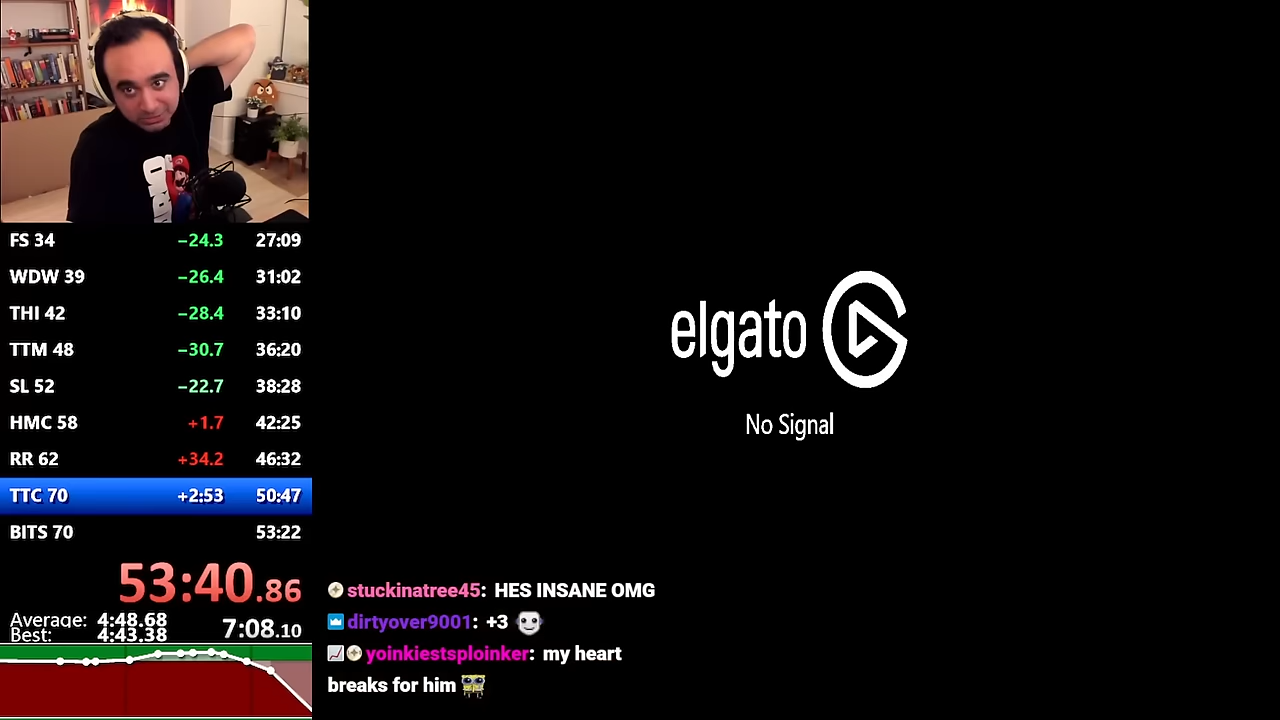 FS 34 −24.3 27:09
WDW 39 −26.4 31:02
THI 42 −28.4 33:10
TTM 48 −30.7 36:20
SL 52 −22.7 38:28
HMC 58 +1.7 42:25
RR 62 +34.2 46:32
TTC 70 +2:53 50:47
BITS 70 53:22
53:40.86
Average: 4:48.68
Best: 4:43.38
7:08.10
elgato
No Signal
stuckinatree45: HES INSANE OMG
dirtyover9001: +3
yoinkiestsploinker: my heart
breaks for him